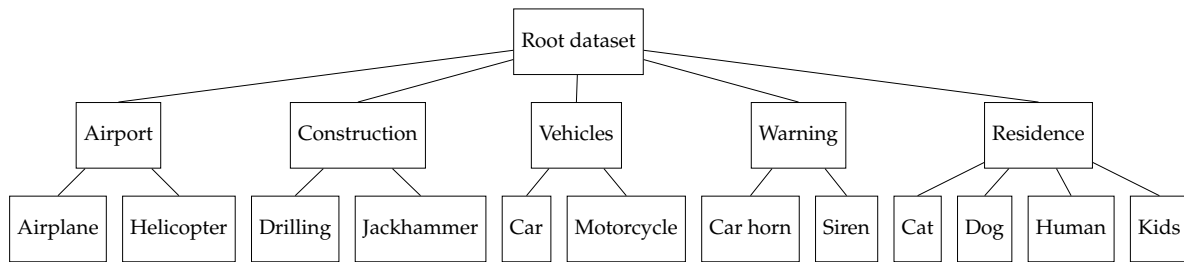 Root dataset
Airport
Construction
Vehicles
Warning
Residence
Airplane
Helicopter
Drilling
Jackhammer
Car
Motorcycle
Car horn
Siren
Cat
Dog
Human
Kids